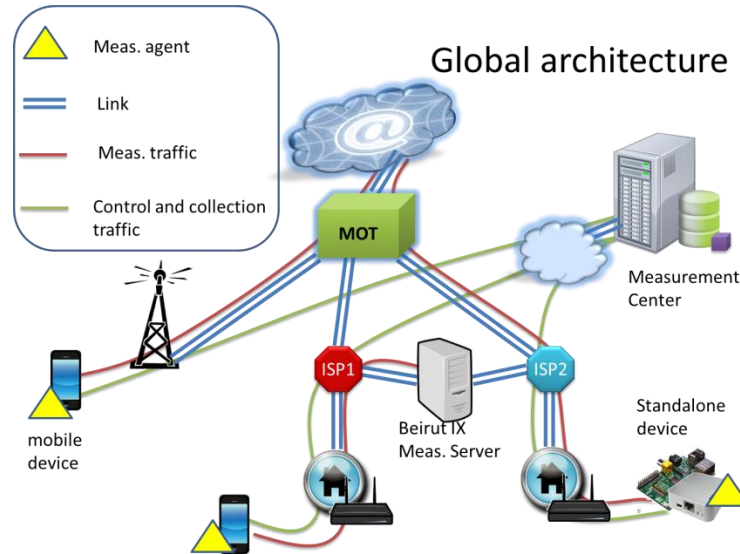 Global architecture
Meas. agent
Link
Meas. traffic
Control and collection
traffic
@
MOT
Measurement
Center
ISP1
ISP2
Beirut IX
Meas. Server
mobile
device
Standalone
device